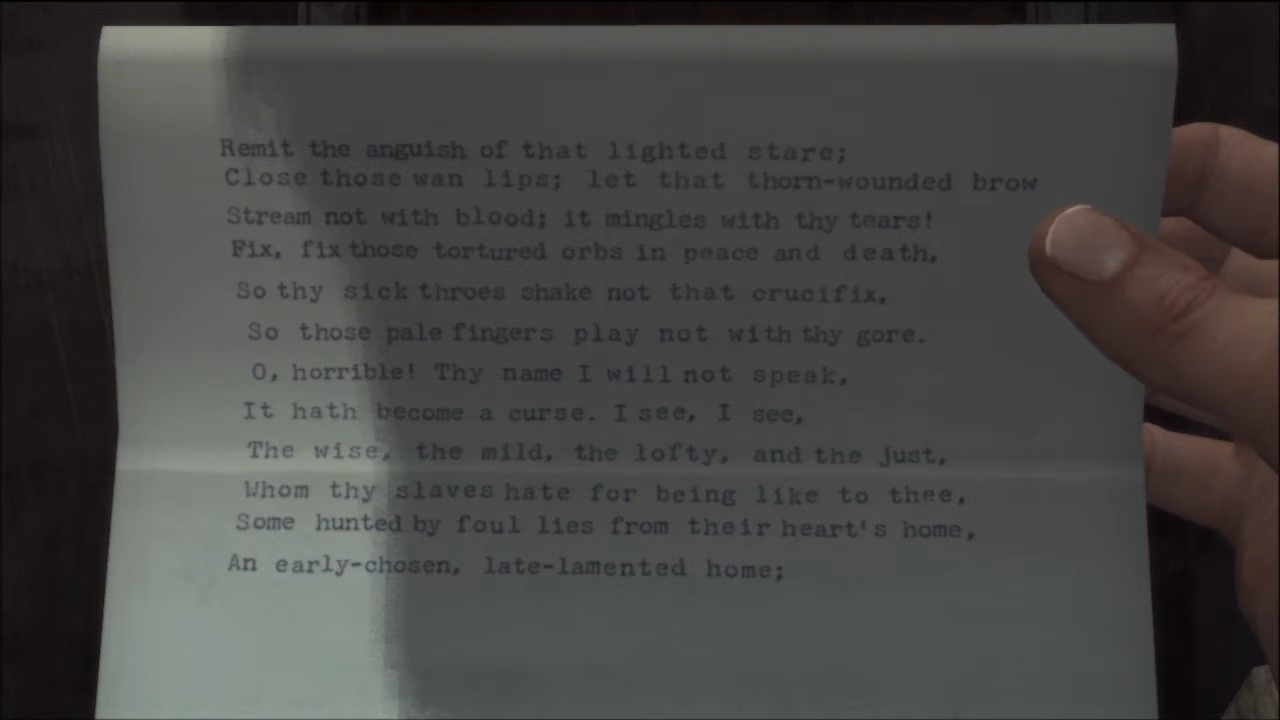 Remit the anguish of that lighted stare;
Close those wan lips; let that thorn-wounded brow
Stream not with blood; it mingles with thy tears!
Fix, fix those tortured orbs in peace and death,
So thy sick throes shake not that crucifix,
So those pale fingers play not with thy gore.
O, horrible! Thy name I will not speak,
It hath become a curse. I see, I see,
The wise, the mild, the lofty, and the just,
Whom thy slaves hate for being like to thee,
Some hunted by foul lies from their heart's home,
An early-chosen, late-lamented home;